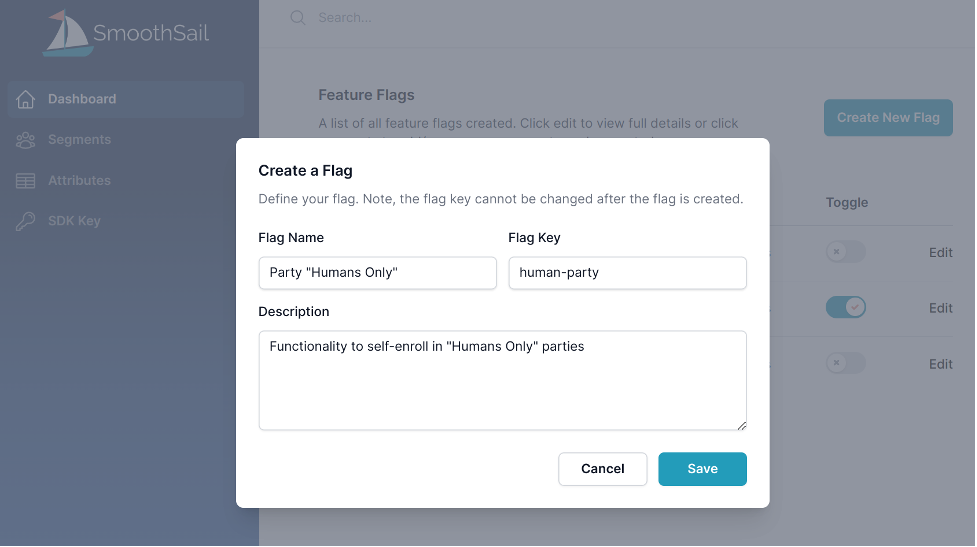 SmoothSail
Search...
Dashboard
Segments
Attributes
SDK Key
Feature Flags
A list of all feature flags created. Click edit to view full details or click
Create New Flag
Create a Flag
Define your flag. Note, the flag key cannot be changed after the flag is created.
Flag Name
Flag Key
Party "Humans Only"
human-party
Description
Functionality to self-enroll in "Humans Only" parties
Cancel
Save
Toggle
Edit
Edit
Edit